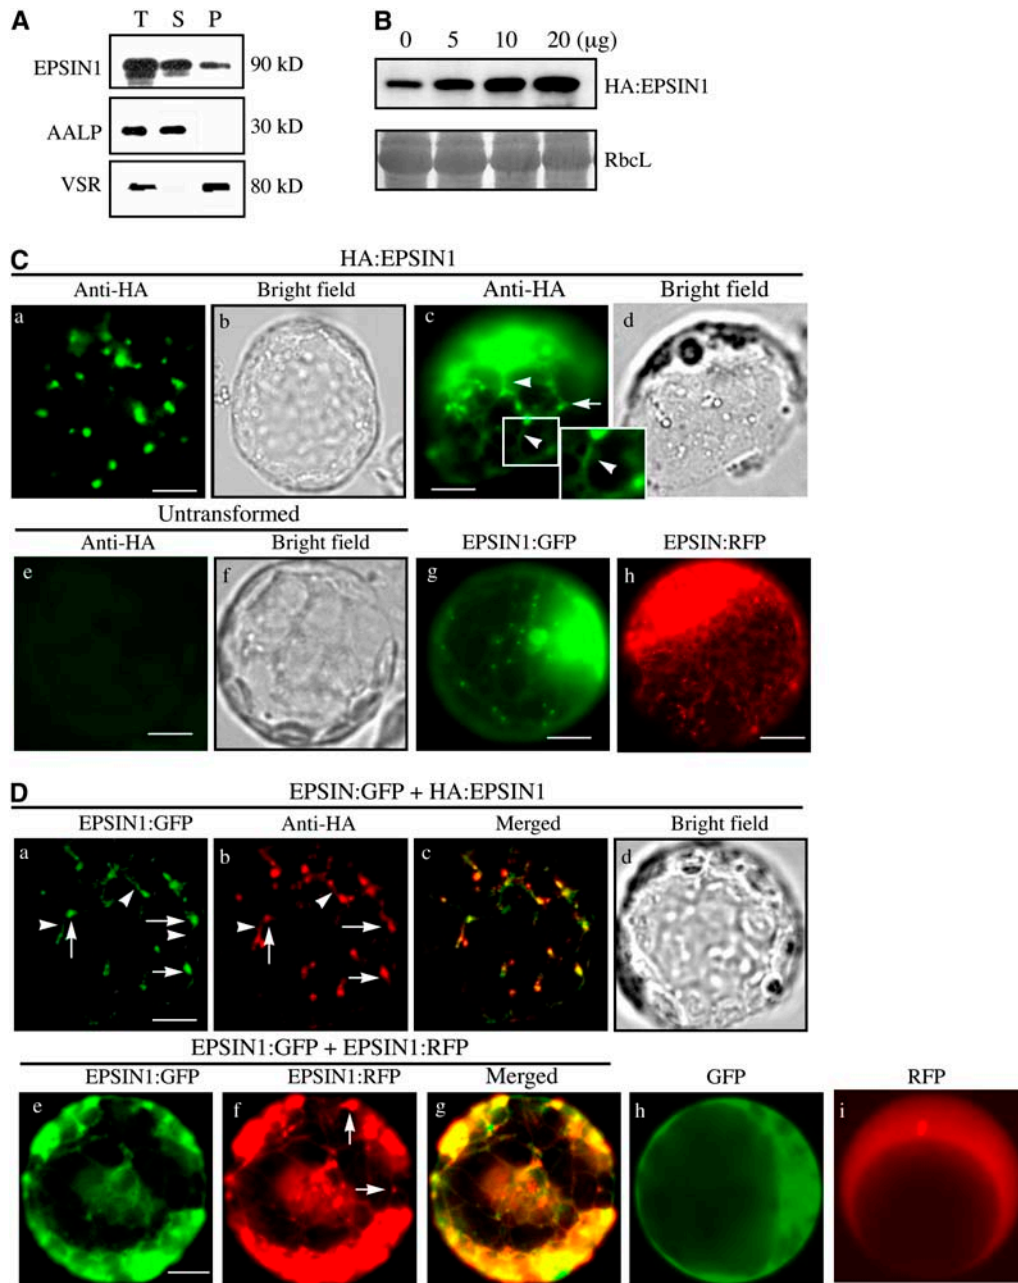 A
T S P
EPSIN1 90 kD
AALP 30 kD
VSR 80 kD
B
0 5 10 20 (μg)
HA:EPSIN1
RbcL
C
HA:EPSIN1
Anti-HA Bright field Anti-HA Bright field
a b c d
Untransformed
Anti-HA Bright field EPSIN1:GFP EPSIN:RFP
e f g h
D
EPSIN:GFP + HA:EPSIN1
EPSIN1:GFP Anti-HA Merged Bright field
a b c d
EPSIN1:GFP + EPSIN1:RFP
EPSIN1:GFP EPSIN1:RFP Merged GFP RFP
e f g h i